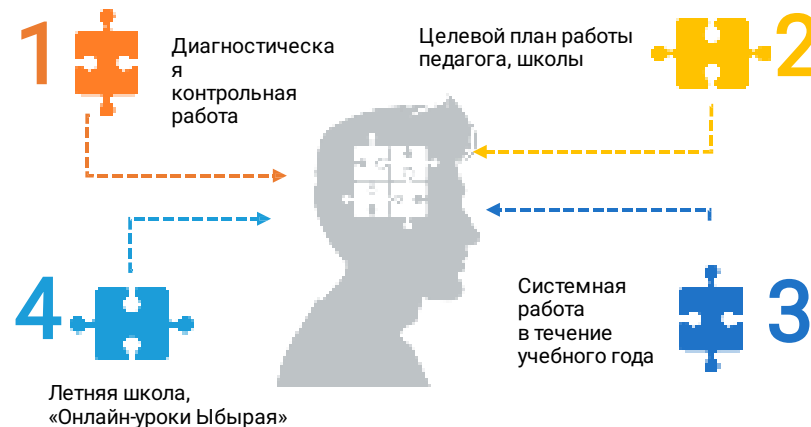 1
Диагностическа
я
контрольная
работа
Целевой план работы
педагога, школы
2
4
Летняя школа,
«Онлайн-уроки Ыбырая»
Системная
работа
в течение
учебного года
3